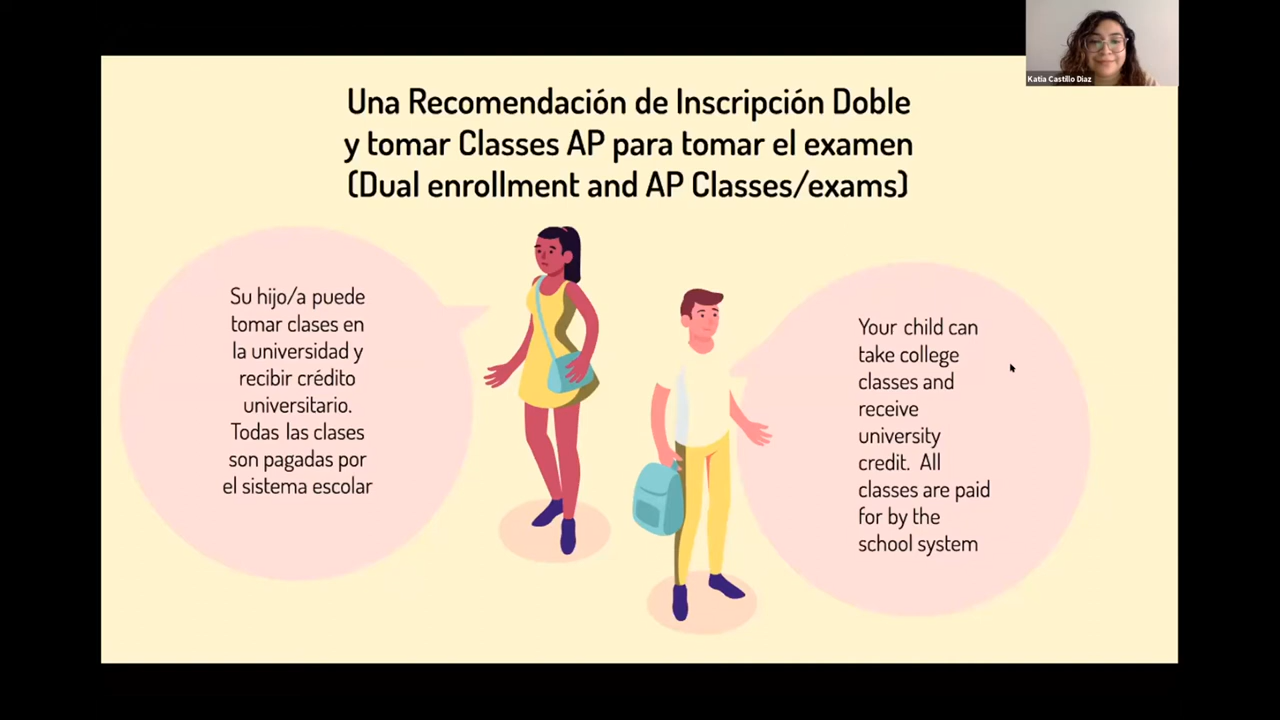 Katia Castillo Diaz
Una Recomendación de Inscripción Doble
y tomar Classes AP para tomar el examen
(Dual enrollment and AP Classes/exams)
Su hijo/a puede
tomar clases en
la universidad y
recibir crédito
universitario.
Todas las clases
son pagadas por
el sistema escolar
Your child can
take college
classes and
receive
university
credit. All
classes are paid
for by the
school system